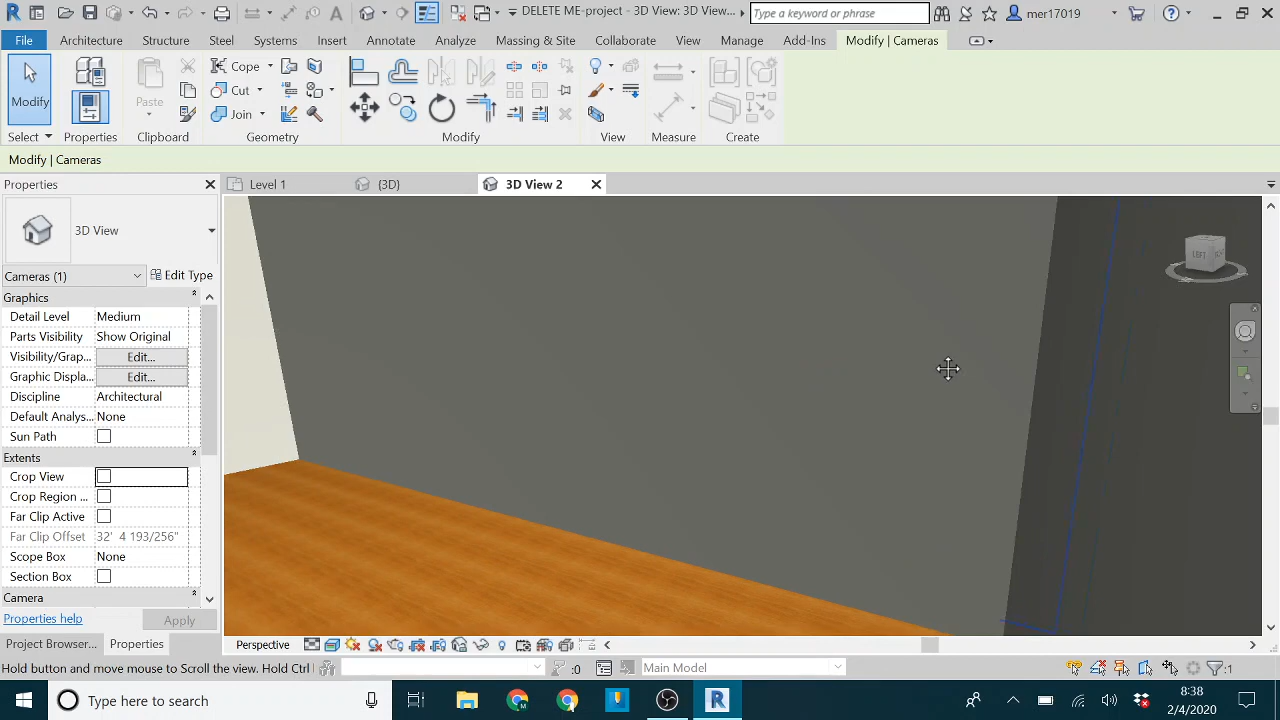 DELETE ME-project - 3D View: 3D View...
Type a keyword or phrase
mer17019
File
Architecture
Structure
Steel
Systems
Insert
Annotate
Analyze
Massing & Site
Collaborate
View
Manage
Add-Ins
Modify | Cameras
Modify
Paste
Cope
Cut
Join
Select
Properties
Clipboard
Geometry
Modify
View
Measure
Create
Modify | Cameras
Properties
Level 1
{3D}
3D View 2
3D View
Cameras (1)
Edit Type
Graphics
Detail Level
Medium
Parts Visibility
Show Original
Visibility/Grap...
Edit...
Graphic Displa...
Edit...
Discipline
Architectural
Default Analys...
None
Sun Path
Extents
Crop View
Crop Region ...
Far Clip Active
Far Clip Offset
32' 4 193/256"
Scope Box
None
Section Box
Camera
Properties help
Apply
LEFT
Project Browser...
Properties
Perspective
Hold button and move mouse to Scroll the view. Hold Ctrl
:0
Main Model
:1
Type here to search
8:38
2/4/2020